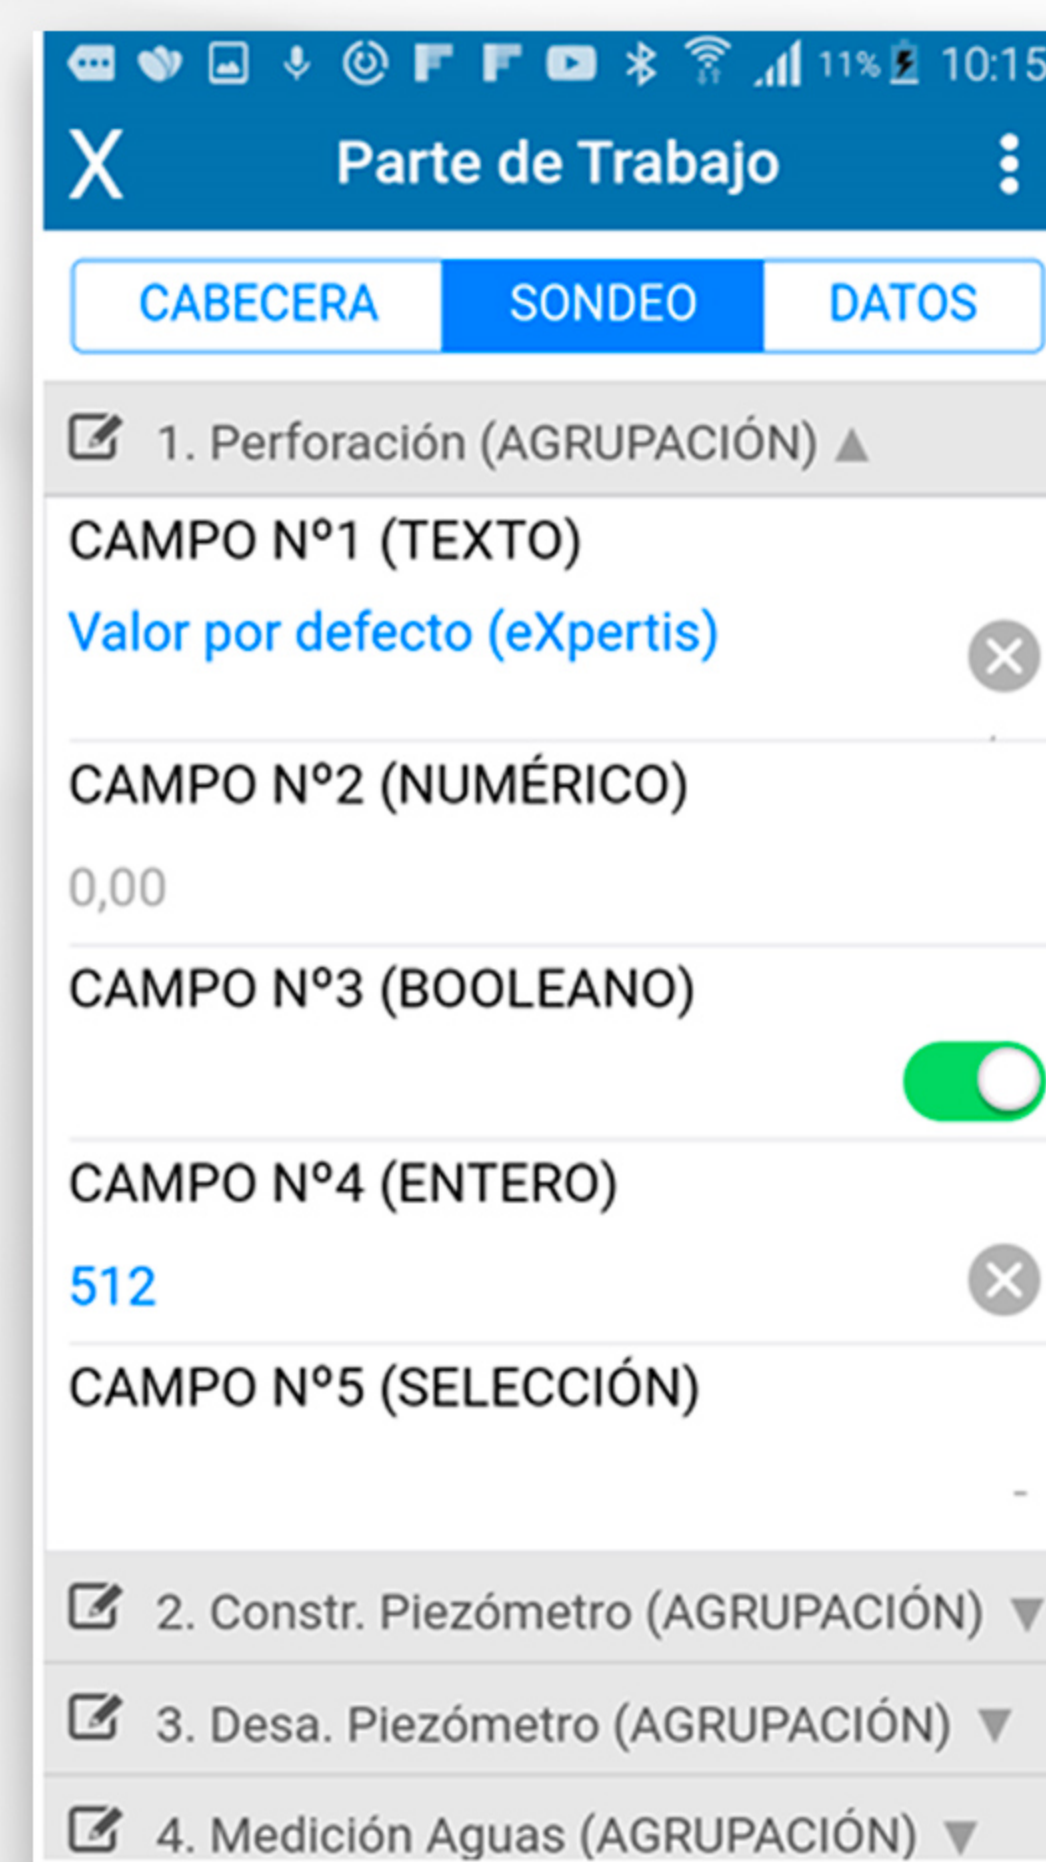 11% 10:15
X Parte de Trabajo
CABECERA SONDEO DATOS
1. Perforación (AGRUPACIÓN) ▲
CAMPO Nº1 (TEXTO)
Valor por defecto (eXpertis)
CAMPO Nº2 (NUMÉRICO)
0,00
CAMPO Nº3 (BOOLEANO)
CAMPO Nº4 (ENTERO)
512
CAMPO Nº5 (SELECCIÓN)
-
2. Constr. Piezómetro (AGRUPACIÓN) ▼
3. Desa. Piezómetro (AGRUPACIÓN) ▼
4. Medición Aguas (AGRUPACIÓN) ▼